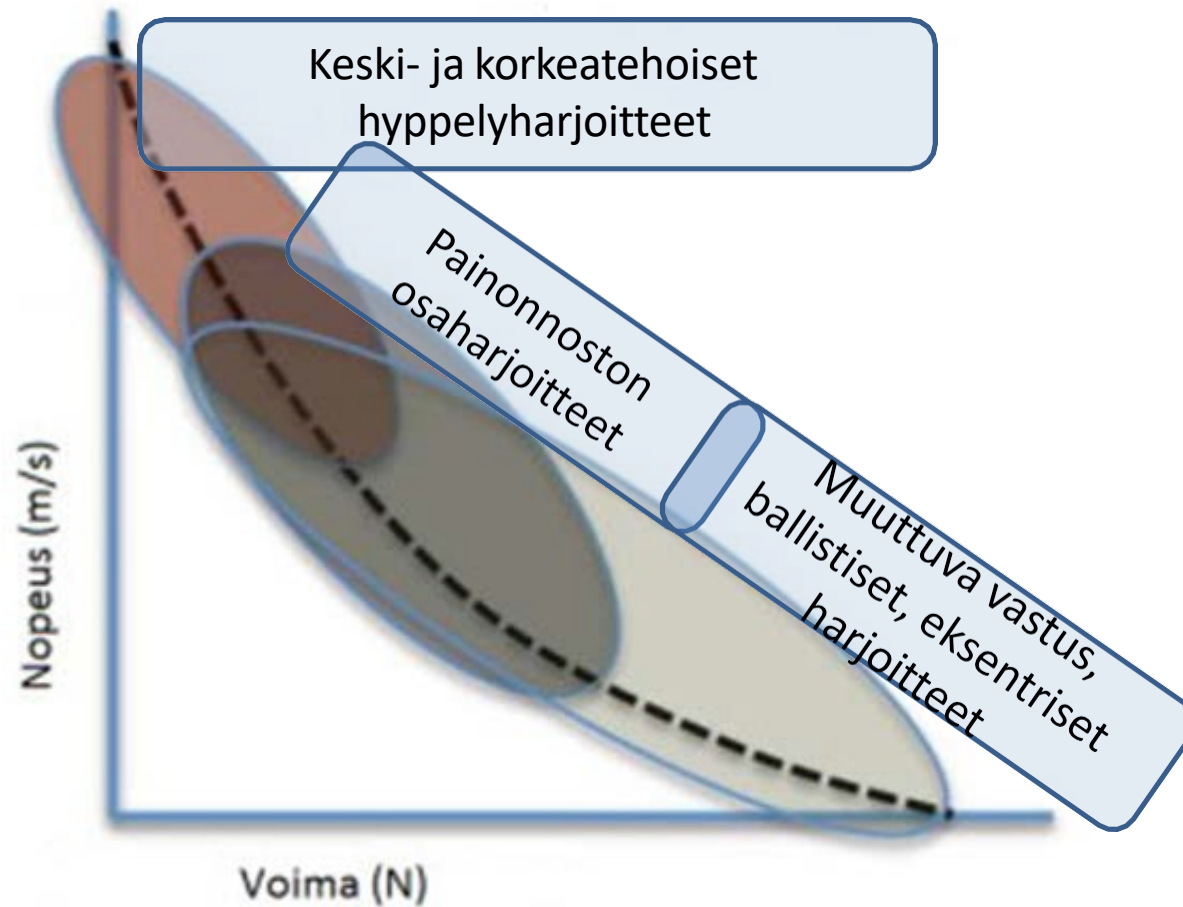 Keski- ja korkeatehoiset
hyppelyharjoitteet
Painonnoston
osaharjoitteet
Muuttuva vastus,
ballistiset, eksentriset
harjoitteet
Nopeus (m/s)
Voima (N)